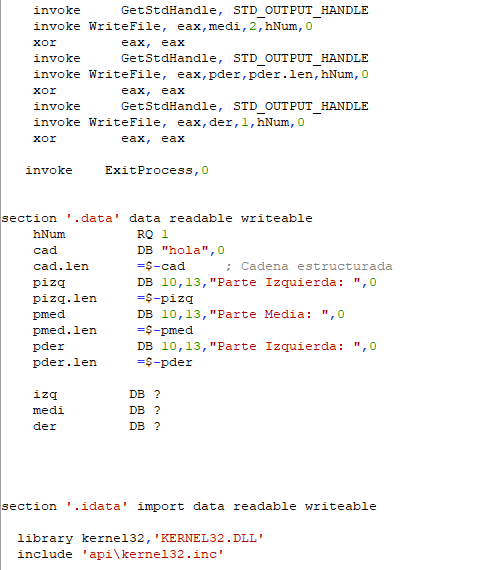 invoke     GetStdHandle, STD_OUTPUT_HANDLE
invoke WriteFile, eax,medi,2,hNum,0
xor        eax, eax
invoke     GetStdHandle, STD_OUTPUT_HANDLE
invoke WriteFile, eax,pder,pder.len,hNum,0
xor        eax, eax
invoke     GetStdHandle, STD_OUTPUT_HANDLE
invoke WriteFile, eax,der,1,hNum,0
xor        eax, eax
invoke    ExitProcess,0
section '.data' data readable writeable
hNum         RQ 1
cad          DB "hola",0
cad.len      =$-cad     ; Cadena estructurada
pizq         DB 10,13,"Parte Izquierda: ",0
pizq.len     =$-pizq
pmed         DB 10,13,"Parte Media: ",0
pmed.len     =$-pmed
pder         DB 10,13,"Parte Izquierda: ",0
pder.len     =$-pder
izq         DB ?
medi        DB ?
der         DB ?
section '.idata' import data readable writeable
library kernel32,'KERNEL32.DLL'
include 'api\kernel32.inc'